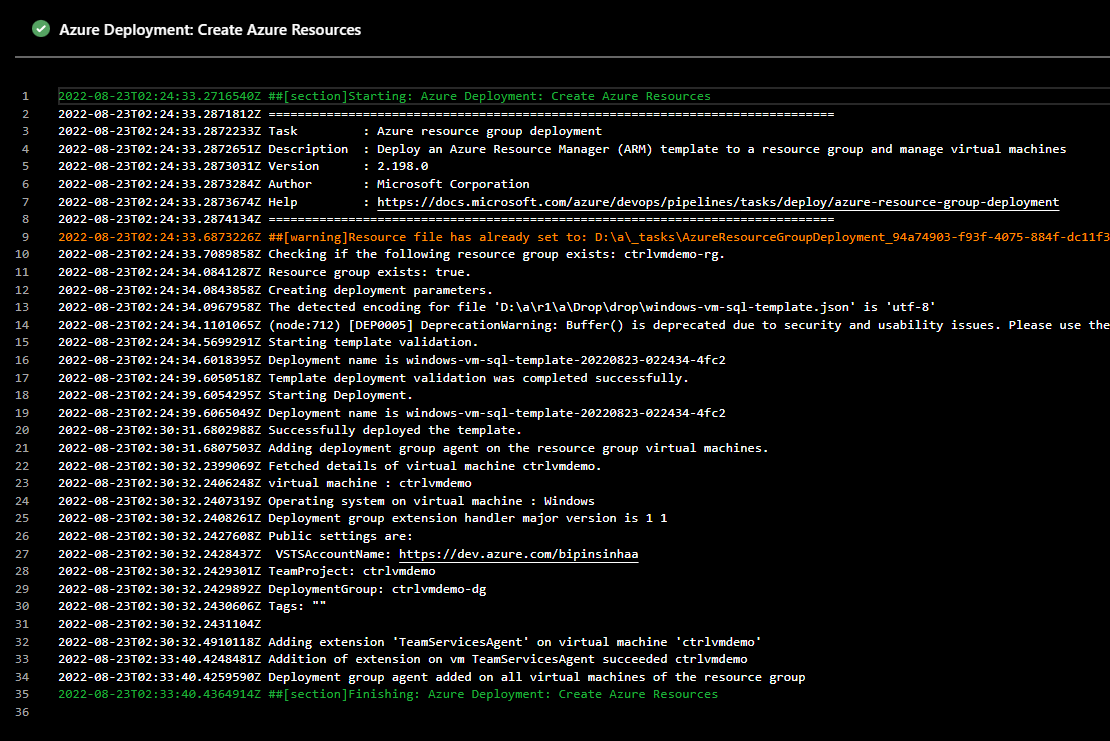 Azure Deployment: Create Azure Resources
1 2022-08-23T02:24:33.2716540Z ##[section]Starting: Azure Deployment: Create Azure Resources
2 2022-08-23T02:24:33.2871812Z ==============================================================================
3 2022-08-23T02:24:33.2872233Z Task         : Azure resource group deployment
4 2022-08-23T02:24:33.2872651Z Description  : Deploy an Azure Resource Manager (ARM) template to a resource group and manage virtual machines
5 2022-08-23T02:24:33.2873031Z Version      : 2.198.0
6 2022-08-23T02:24:33.2873284Z Author       : Microsoft Corporation
7 2022-08-23T02:24:33.2873674Z Help         : https://docs.microsoft.com/azure/devops/pipelines/tasks/deploy/azure-resource-group-deployment
8 2022-08-23T02:24:33.2874134Z ==============================================================================
9 2022-08-23T02:24:33.6873226Z ##[warning]Resource file has already set to: D:\a\_tasks\AzureResourceGroupDeployment_94a74903-f93f-4075-884f-dc11f3
10 2022-08-23T02:24:33.7089858Z Checking if the following resource group exists: ctrlvmdemo-rg.
11 2022-08-23T02:24:34.0841287Z Resource group exists: true.
12 2022-08-23T02:24:34.0843858Z Creating deployment parameters.
13 2022-08-23T02:24:34.0967958Z The detected encoding for file 'D:\a\r1\a\Drop\drop\windows-vm-sql-template.json' is 'utf-8'
14 2022-08-23T02:24:34.1101065Z (node:712) [DEP0005] DeprecationWarning: Buffer() is deprecated due to security and usability issues. Please use the
15 2022-08-23T02:24:34.5699291Z Starting template validation.
16 2022-08-23T02:24:34.6018395Z Deployment name is windows-vm-sql-template-20220823-022434-4fc2
17 2022-08-23T02:24:39.6050518Z Template deployment validation was completed successfully.
18 2022-08-23T02:24:39.6054295Z Starting Deployment.
19 2022-08-23T02:24:39.6065049Z Deployment name is windows-vm-sql-template-20220823-022434-4fc2
20 2022-08-23T02:30:31.6802988Z Successfully deployed the template.
21 2022-08-23T02:30:31.6807503Z Adding deployment group agent on the resource group virtual machines.
22 2022-08-23T02:30:32.2399069Z Fetched details of virtual machine ctrlvmdemo.
23 2022-08-23T02:30:32.2406248Z virtual machine : ctrlvmdemo
24 2022-08-23T02:30:32.2407319Z Operating system on virtual machine : Windows
25 2022-08-23T02:30:32.2408261Z Deployment group extension handler major version is 1 1
26 2022-08-23T02:30:32.2427608Z Public settings are:
27 2022-08-23T02:30:32.2428437Z  VSTSAccountName: https://dev.azure.com/bipinsinhaa
28 2022-08-23T02:30:32.2429301Z TeamProject: ctrlvmdemo
29 2022-08-23T02:30:32.2429892Z DeploymentGroup: ctrlvmdemo-dg
30 2022-08-23T02:30:32.2430606Z Tags: ""
31 2022-08-23T02:30:32.2431104Z
32 2022-08-23T02:30:32.4910118Z Adding extension 'TeamServicesAgent' on virtual machine 'ctrlvmdemo'
33 2022-08-23T02:33:40.4248481Z Addition of extension on vm TeamServicesAgent succeeded ctrlvmdemo
34 2022-08-23T02:33:40.4259590Z Deployment group agent added on all virtual machines of the resource group
35 2022-08-23T02:33:40.4364914Z ##[section]Finishing: Azure Deployment: Create Azure Resources
36